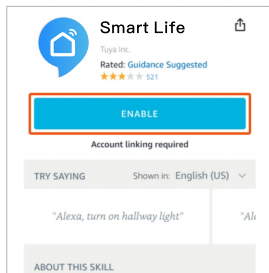 Smart Life
Tuya Inc.
Rated: Guidance Suggested
521
ENABLE
Account linking required
TRY SAYING Shown in: English (US)
"Alexa, turn on hallway light"
ABOUT THIS SKILL